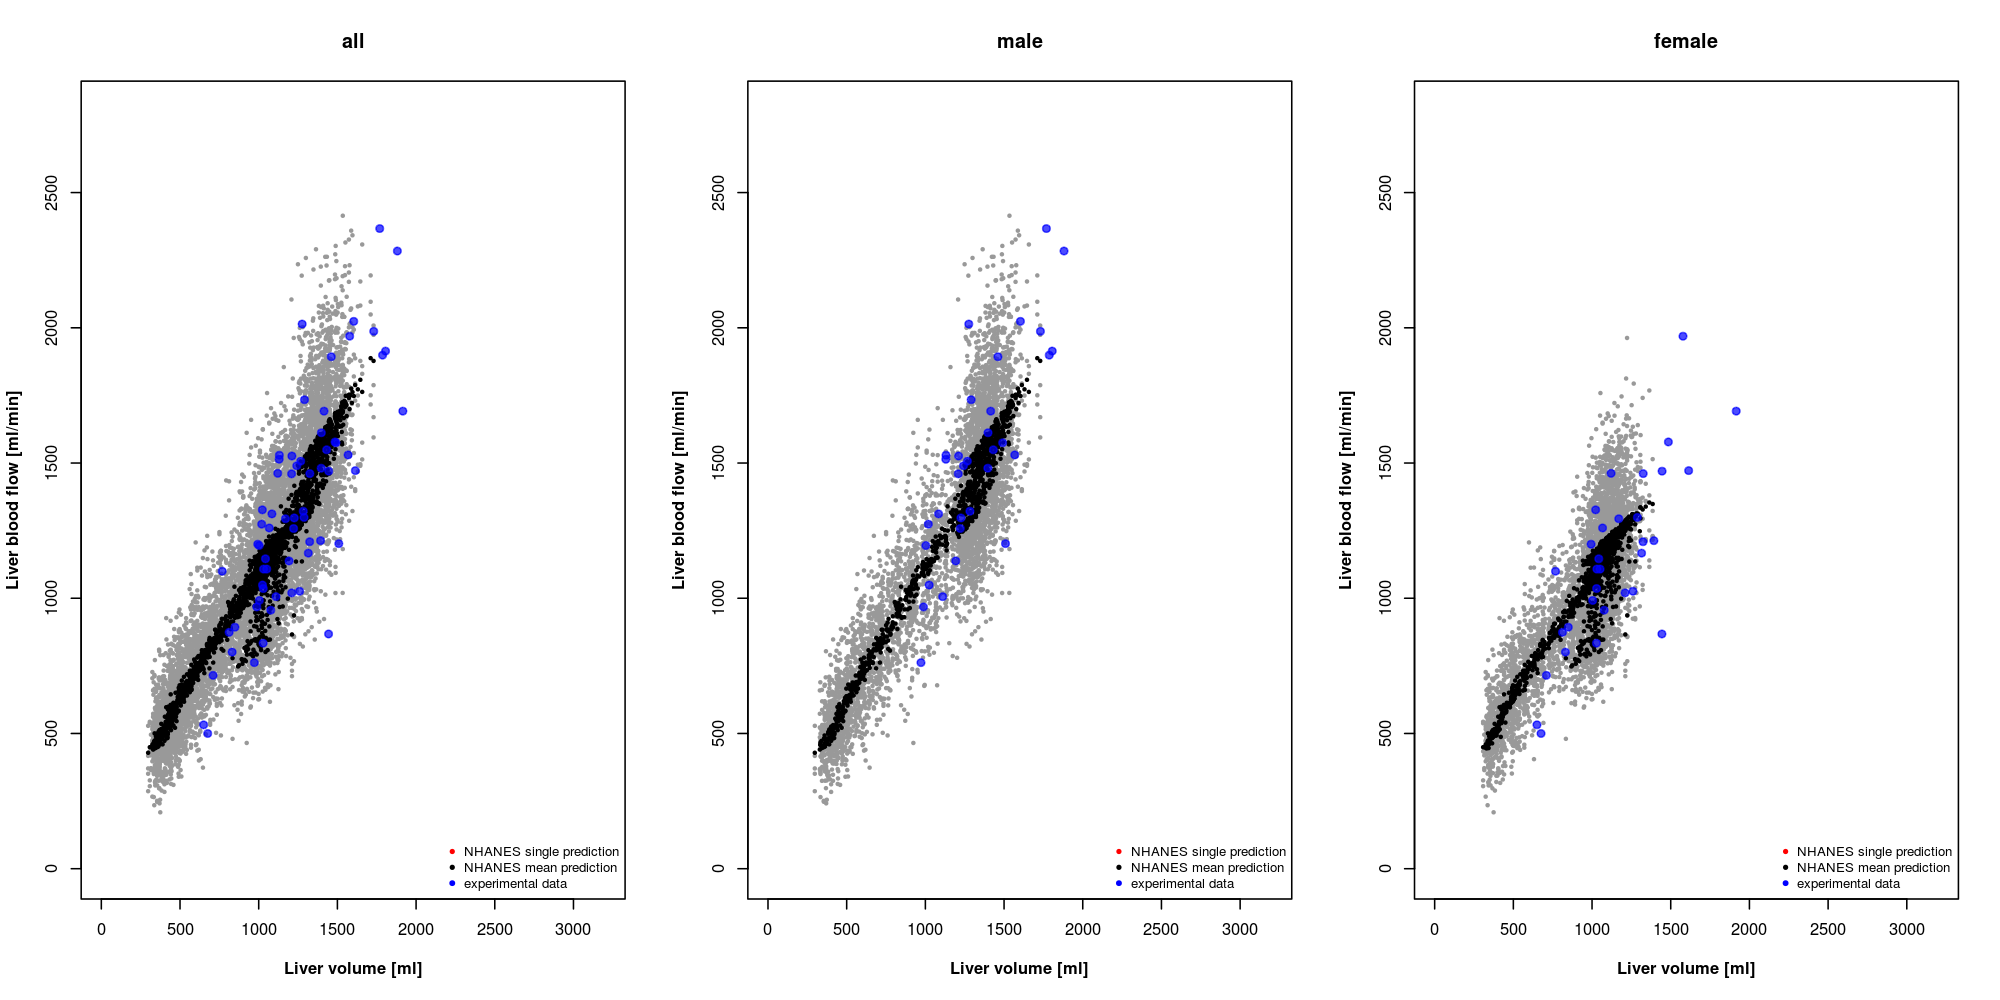 all
Liver blood flow [ml/min]
2500
2000
1500
1000
500
0
NHANES single prediction
NHANES mean prediction
experimental data
0 500 1000 1500 2000 2500 3000
Liver volume [ml]
male
Liver blood flow [ml/min]
2500
2000
1500
1000
500
0
NHANES single prediction
NHANES mean prediction
experimental data
0 500 1000 1500 2000 2500 3000
Liver volume [ml]
female
Liver blood flow [ml/min]
2500
2000
1500
1000
500
0
NHANES single prediction
NHANES mean prediction
experimental data
0 500 1000 1500 2000 2500 3000
Liver volume [ml]